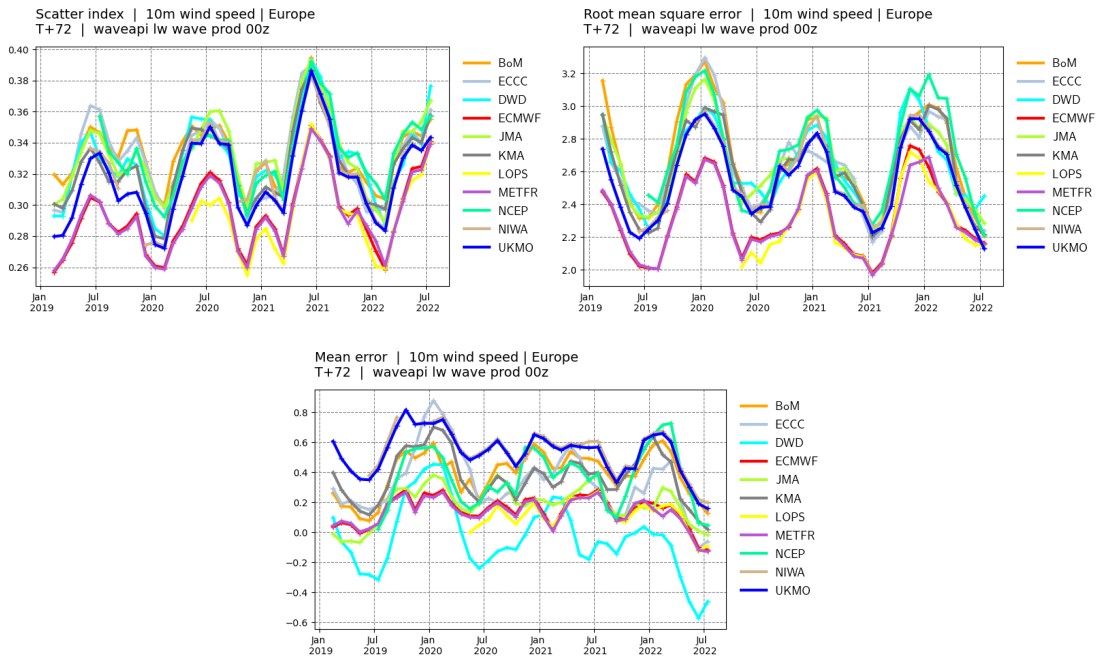 Scatter index  |  10m wind speed | Europe
T+72  |  waveapi lw wave prod 00z
0.40
0.38
0.36
0.34
0.32
0.30
0.28
0.26
Jan 2019
Jul
Jan 2020
Jul
Jan 2021
Jul
Jan 2022
Jul 2022
BoM
ECCC
DWD
ECMWF
JMA
KMA
LOPS
METFR
NCEP
NIWA
UKMO
Root mean square error  |  10m wind speed | Europe
T+72  |  waveapi lw wave prod 00z
3.2
3.0
2.8
2.6
2.4
2.2
2.0
Jan 2019
Jul 2019
Jan 2020
Jul 2020
Jan 2021
Jul 2021
Jan 2022
Jul 2022
BoM
ECCC
DWD
ECMWF
JMA
KMA
LOPS
METFR
NCEP
NIWA
UKMO
Mean error  |  10m wind speed | Europe
T+72  |  waveapi lw wave prod 00z
0.8
0.6
0.4
0.2
0.0
−0.2
−0.4
−0.6
Jan 2019
Jul 2019
Jan 2020
Jul 2020
Jan 2021
Jul 2021
Jan 2022
Jul 2022
BoM
ECCC
DWD
ECMWF
JMA
KMA
LOPS
METFR
NCEP
NIWA
UKMO